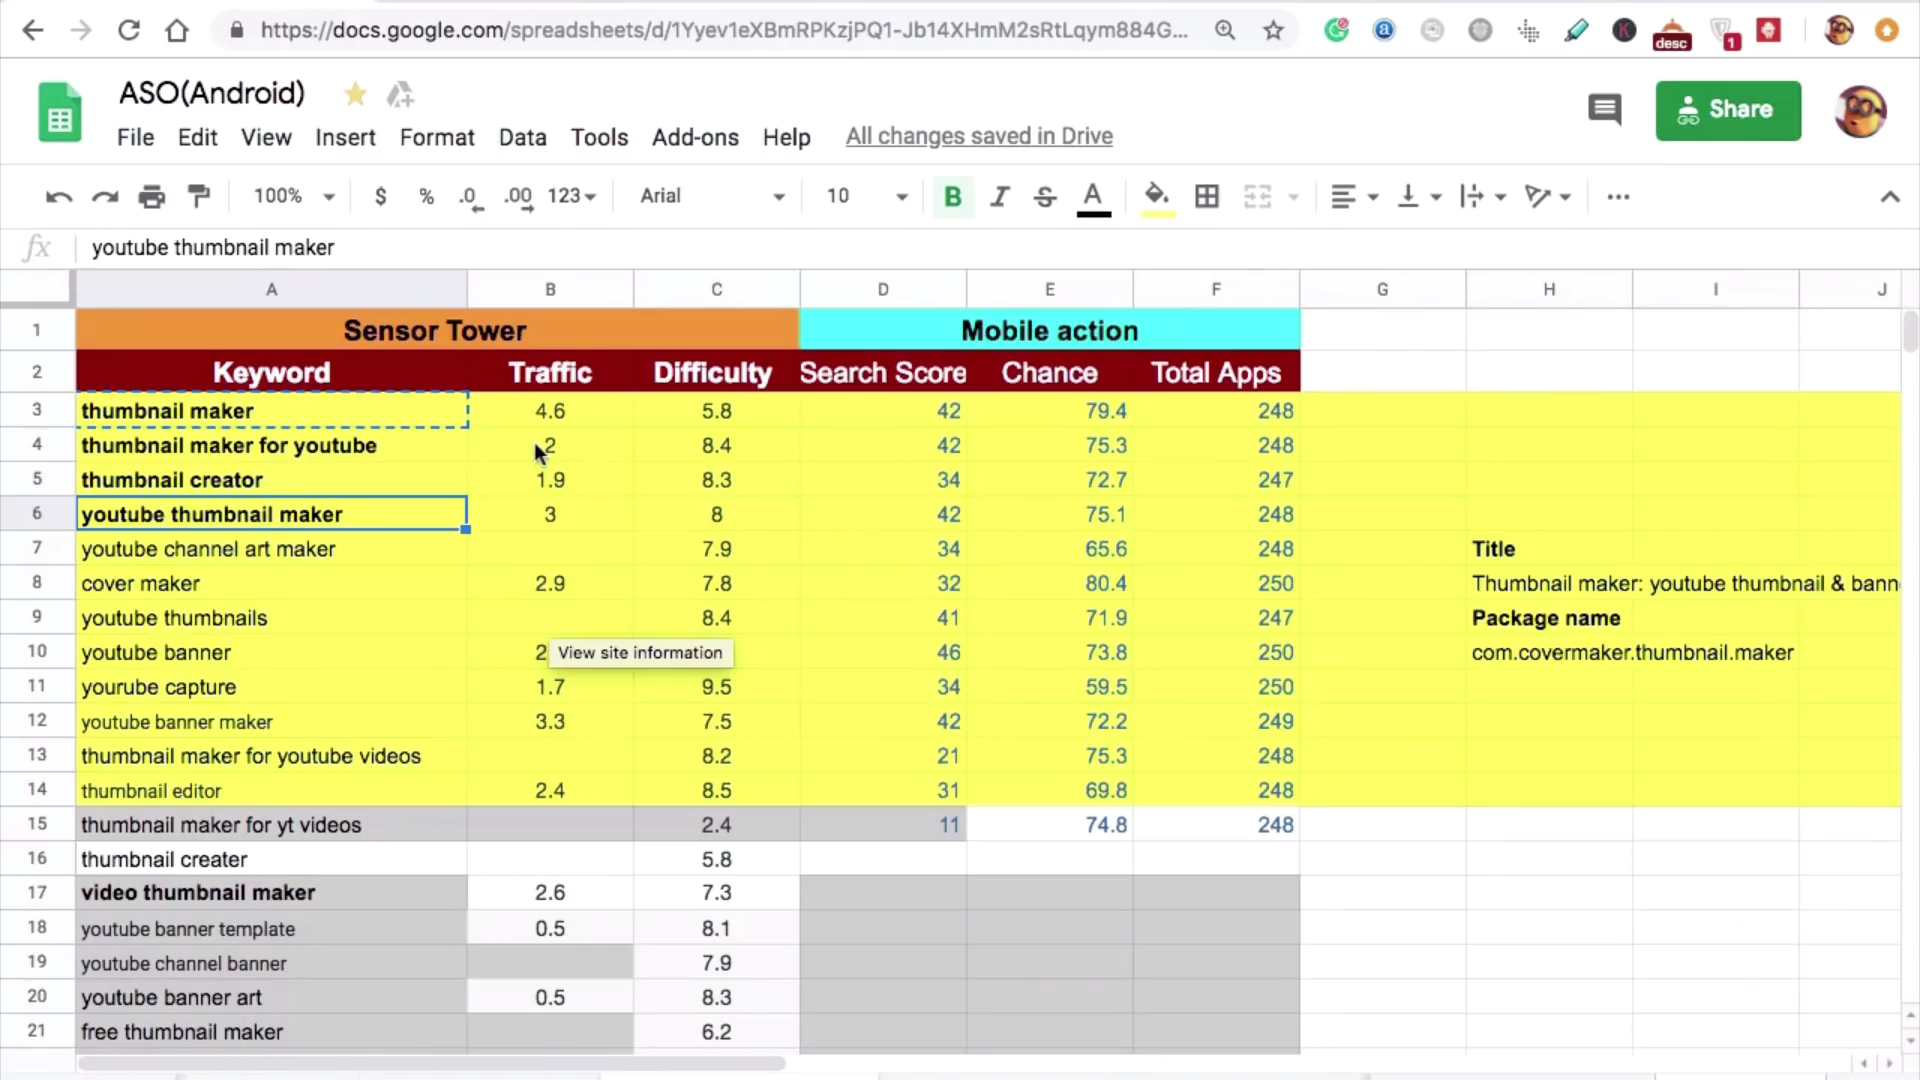 https://docs.google.com/spreadsheets/d/1Yyev1eXBmRPKzjPQ1-Jb14XHmM2sRtLqym884G...
desc
1
ASO(Android)
File Edit View Insert Format Data Tools Add-ons Help All changes saved in Drive
Share
100% $ % .0 .00 123 Arial 10 B I S A
fx youtube thumbnail maker
A B C D E F G H I J
1 Sensor Tower Mobile action
2 Keyword Traffic Difficulty Search Score Chance Total Apps
3 thumbnail maker 4.6 5.8 42 79.4 248
4 thumbnail maker for youtube 2 8.4 42 75.3 248
5 thumbnail creator 1.9 8.3 34 72.7 247
6 youtube thumbnail maker 3 8 42 75.1 248
7 youtube channel art maker 7.9 34 65.6 248 Title
8 cover maker 2.9 7.8 32 80.4 250 Thumbnail maker: youtube thumbnail & bann
9 youtube thumbnails 8.4 41 71.9 247 Package name
10 youtube banner 2 View site information 46 73.8 250 com.covermaker.thumbnail.maker
11 yourube capture 1.7 9.5 34 59.5 250
12 youtube banner maker 3.3 7.5 42 72.2 249
13 thumbnail maker for youtube videos 8.2 21 75.3 248
14 thumbnail editor 2.4 8.5 31 69.8 248
15 thumbnail maker for yt videos 2.4 11 74.8 248
16 thumbnail creater 5.8
17 video thumbnail maker 2.6 7.3
18 youtube banner template 0.5 8.1
19 youtube channel banner 7.9
20 youtube banner art 0.5 8.3
21 free thumbnail maker 6.2